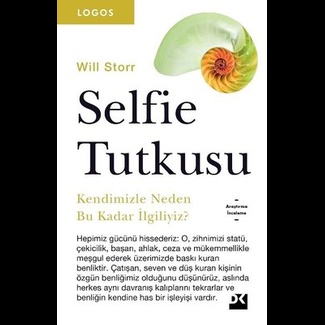 LOGOS
Will Storr
Selfie
Tutkusu
Kendimizle Neden
Bu Kadar İlgiliyiz?
Araştırma
İnceleme
Hepimiz gücünü hissederiz: O, zihnimizi statü,
çekicilik, başarı, ahlak, ceza ve mükemmellikle
meşgul ederek üzerimizde baskı kuran
benliktir. Çatışan, seven ve düş kuran kişinin
özgün benliğimiz olduğunu düşünürüz, aslında
herkes aynı davranış kalıplarını tekrarlar ve
benliğin kendine has bir işleyişi vardır.
DK